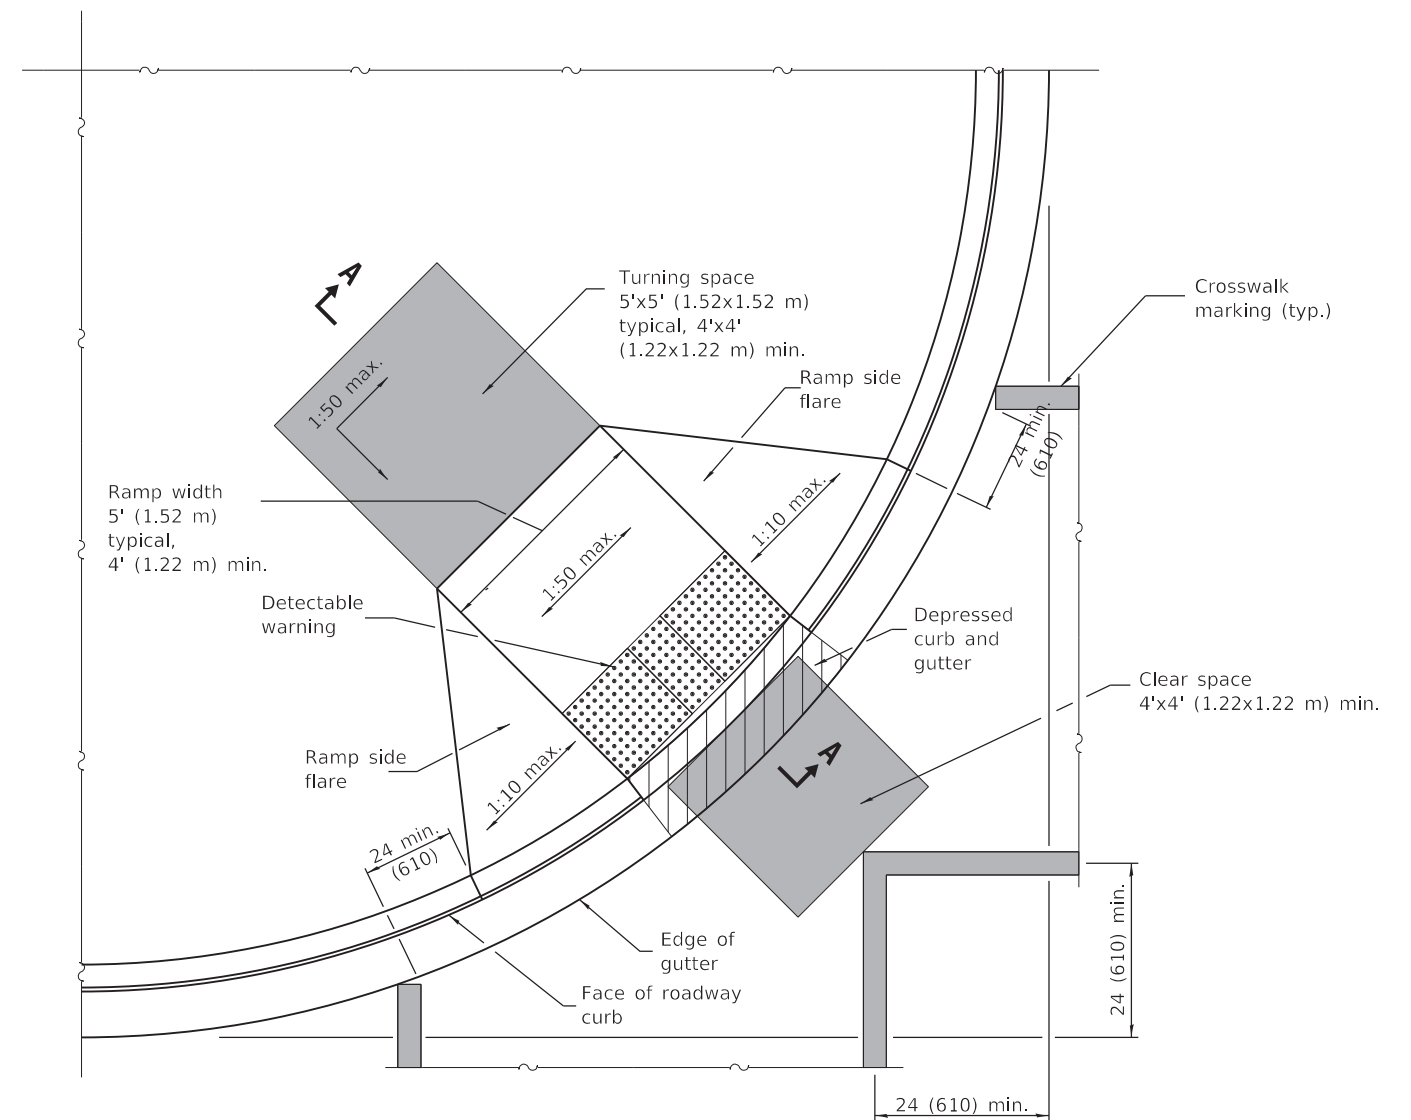 A
Turning space
5'x5' (1.52x1.52 m)
typical, 4'x4'
(1.22x1.22 m) min.
Crosswalk
marking (typ.)
1:50 max.
Ramp side
flare
24 min.
(610)
Ramp width
5' (1.52 m)
typical,
4' (1.22 m) min.
1:10 max.
1:50 max.
Detectable
warning
Depressed
curb and
gutter
Clear space
4'x4' (1.22x1.22 m) min.
Ramp side
flare
1:10 max.
A
24 min.
(610)
Edge of
gutter
Face of roadway
curb
24 (610) min.
24 (610) min.